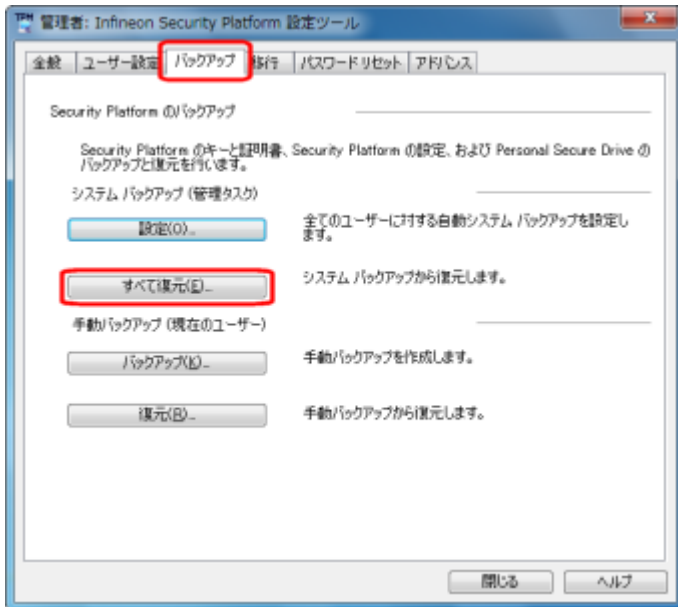 管理者: Infineon Security Platform 設定ツール
全般 ユーザー設定 バックアップ 移行 パスワード リセット アドバンス
Security Platform のバックアップ
Security Platform のキーと証明書、Security Platform の設定、および Personal Secure Drive の
バックアップと復元を行います。
システム バックアップ (管理タスク)
設定(O)...
全てのユーザーに対する自動システム バックアップを設定し
ます。
すべて復元(E)...
システム バックアップから復元します。
手動バックアップ (現在のユーザー)
バックアップ(K)...
手動バックアップを作成します。
復元(R)...
手動バックアップから復元します。
閉じる ヘルプ